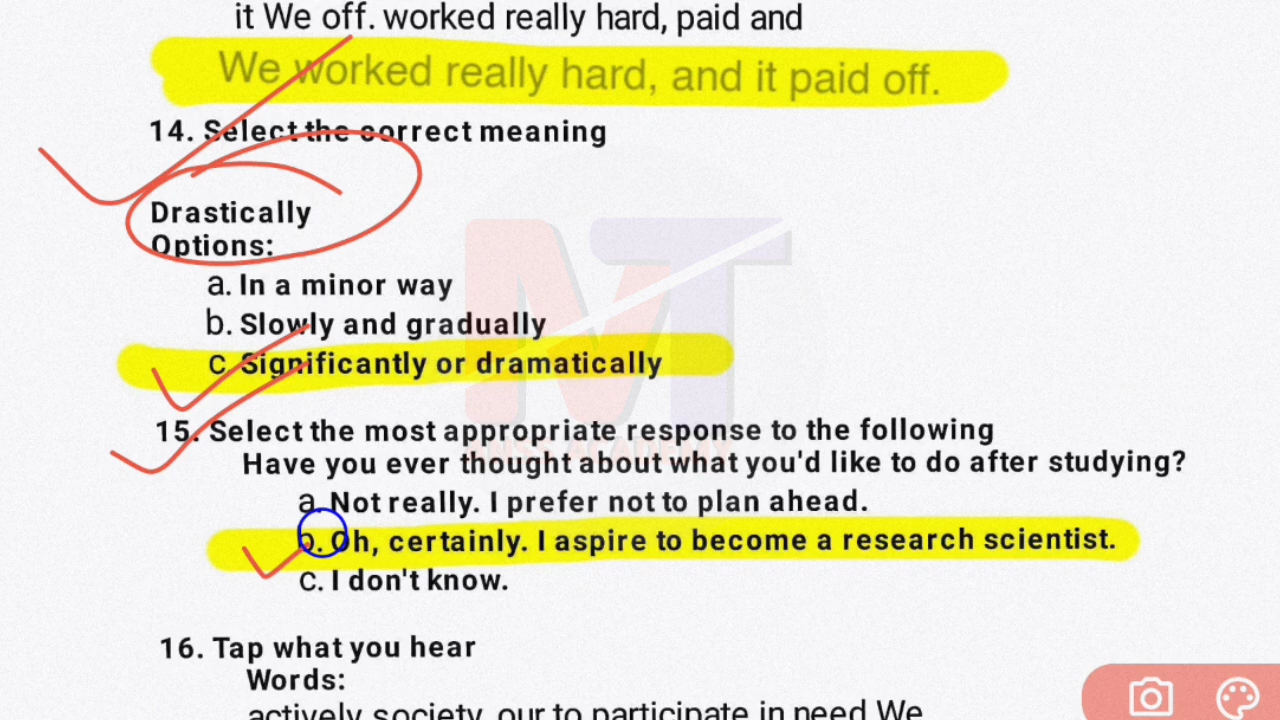 it We off. worked really hard, paid and
We worked really hard, and it paid off.
14. Select the correct meaning
Drastically
Options:
a. In a minor way
b. Slowly and gradually
c. Significantly or dramatically
15. Select the most appropriate response to the following
Have you ever thought about what you'd like to do after studying?
a. Not really. I prefer not to plan ahead.
b. Oh, certainly. I aspire to become a research scientist.
c. I don't know.
16. Tap what you hear
Words:
actively society, our to participate in need We